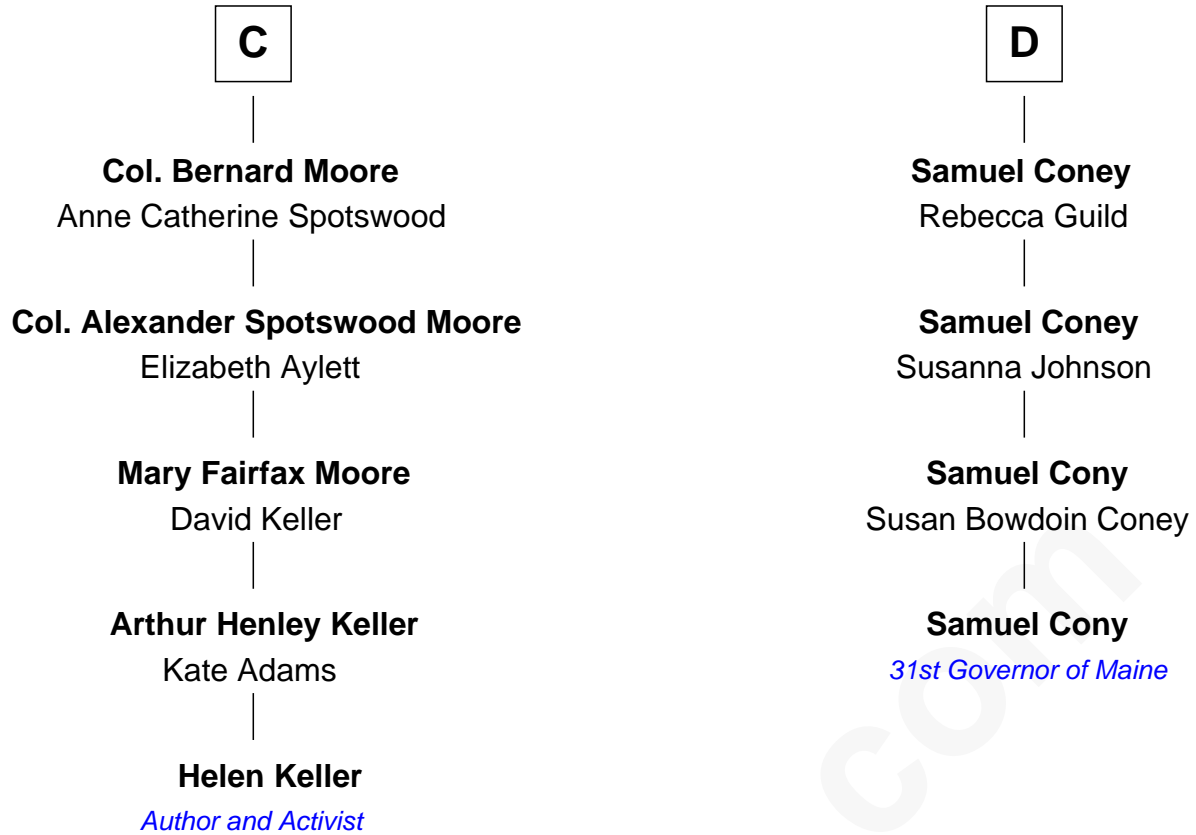 C
Col. Bernard Moore
Anne Catherine Spotswood
Col. Alexander Spotswood Moore
Elizabeth Aylett
Mary Fairfax Moore
David Keller
Arthur Henley Keller
Kate Adams
Helen Keller
Author and Activist
D
Samuel Coney
Rebecca Guild
Samuel Coney
Susanna Johnson
Samuel Cony
Susan Bowdoin Coney
Samuel Cony
31st Governor of Maine
com